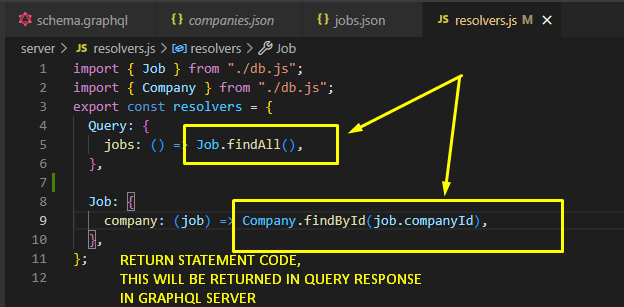 schema.graphql
companies.json
jobs.json
JS resolvers.js M ×
server > JS resolvers.js > resolvers > Job
1 import { Job } from "./db.js";
2 import { Company } from "./db.js";
3 export const resolvers = {
4 Query: {
5 jobs: () => Job.findAll(),
6 },
7
8 Job: {
9 company: (job) => Company.findById(job.companyId),
10 },
11 };
12
RETURN STATEMENT CODE,
THIS WILL BE RETURNED IN QUERY RESPONSE
IN GRAPHQL SERVER